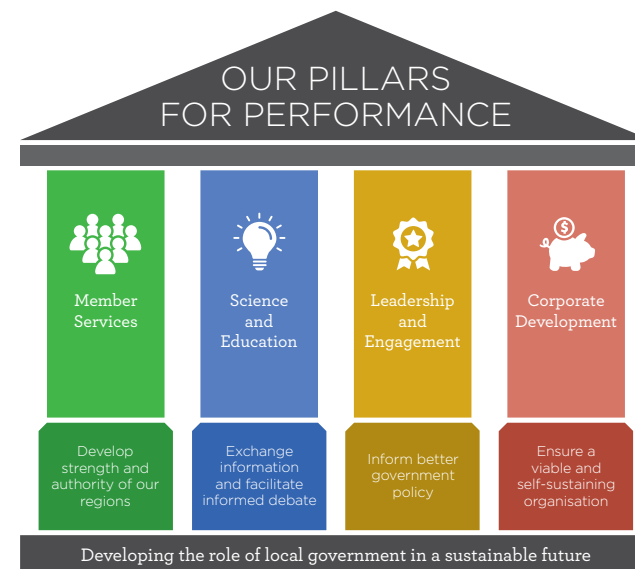 OUR PILLARS
FOR PERFORMANCE
Member
Services
Science
and
Education
Leadership
and
Engagement
$
Corporate
Development
Develop
strength and
authority of our
regions
Exchange
information
and facilitate
informed debate
Inform better
government
policy
Ensure a
viable and
self-sustaining
organisation
Developing the role of local government in a sustainable future